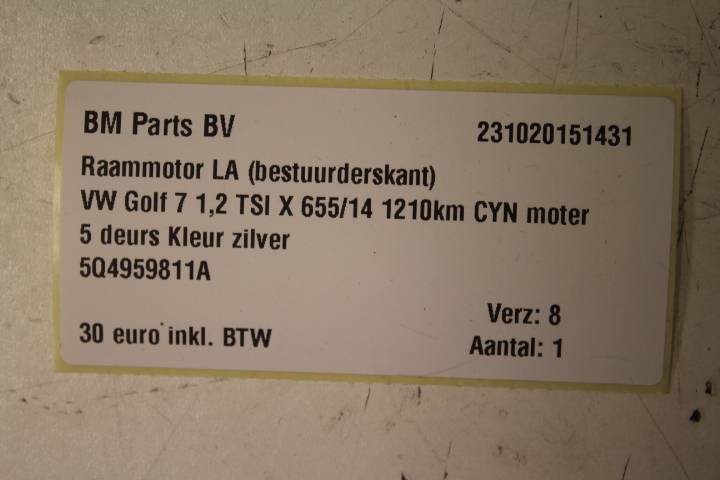 BM Parts BV 231020151431
Raammotor LA (bestuurderskant)
VW Golf 7 1,2 TSI X 655/14 1210km CYN moter
5 deurs Kleur zilver
5Q4959811A
Verz: 8
30 euro inkl. BTW Aantal: 1